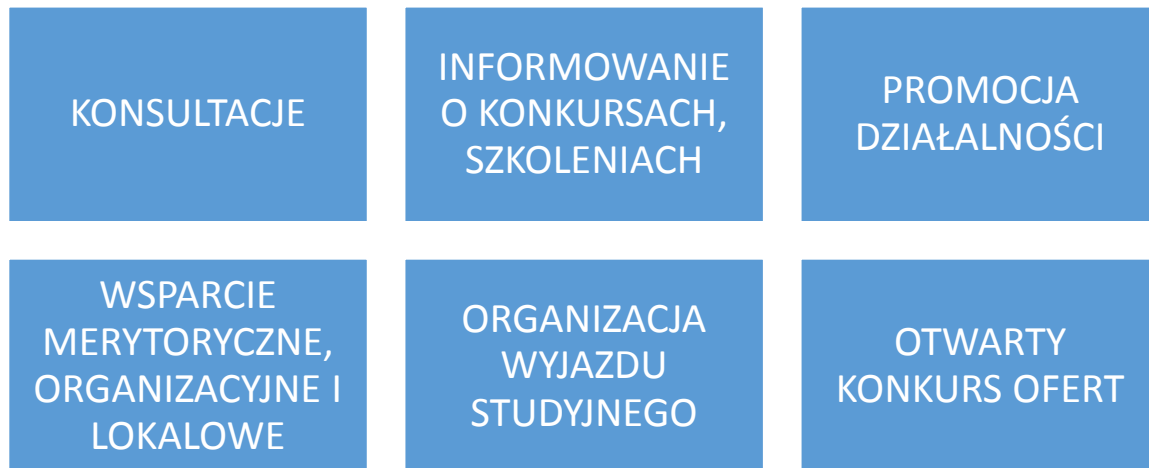 KONSULTACJE
INFORMOWANIE
O KONKURSACH,
SZKOLENIACH
PROMOCJA
DZIAŁALNOŚCI
WSPARCIE
MERYTORYCZNE,
ORGANIZACYJNE I
LOKALOWE
ORGANIZACJA
WYJAZDU
STUDYJNEGO
OTWARTY
KONKURS OFERT